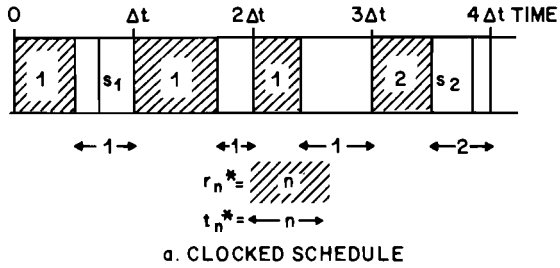 0 Δt 2Δt 3Δt 4Δt TIME
1 s₁ 1 1 2 s₂
1 1 1 2
rₙ*= n
tₙ*= n
a. CLOCKED SCHEDULE